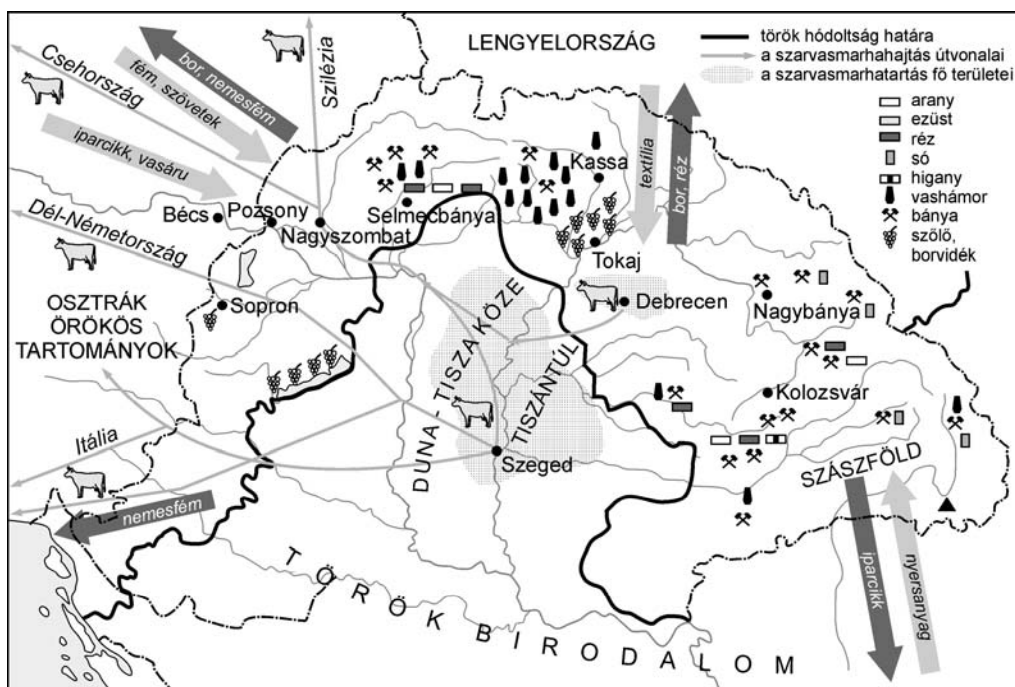 LENGYELORSZÁG
török hódoltság határa
a szarvasmarhahajtás útvonalai
a szarvasmarhatartás fő területei
arany
ezüst
réz
só
higany
vashámor
bánya
szőlő,
borvidék
Csehország
bor, nemesfém
fém, szövetek
Szilézia
iparcikk, vasáru
textília
bor, réz
Kassa
Bécs
Pozsony
Nagyszombat
Selmecbánya
Tokaj
Dél-Németország
Debrecen
Nagybánya
Sopron
OSZTRÁK
ÖRÖKÖS
TARTOMÁNYOK
DUNA-TISZA KÖZE
TISZÁNTÚL
Kolozsvár
Itália
Szeged
SZÁSZFÖLD
nemesfém
iparcikk
nyersanyag
TÖRÖK BIRODALOM